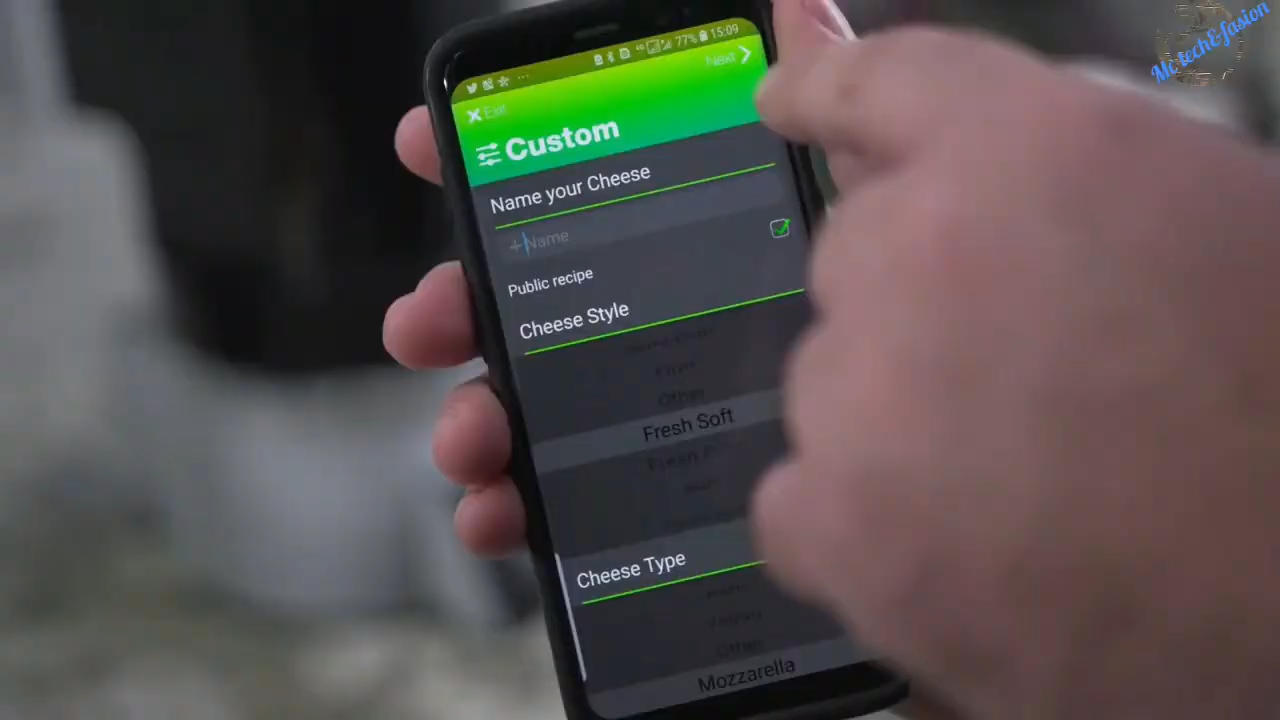 Mc tech&fasion
77% 15:09
Next
Exit
Custom
Name your Cheese
+ Name
Public recipe
Cheese Style
Other
Fresh Soft
Cheese Type
Other
Mozzarella